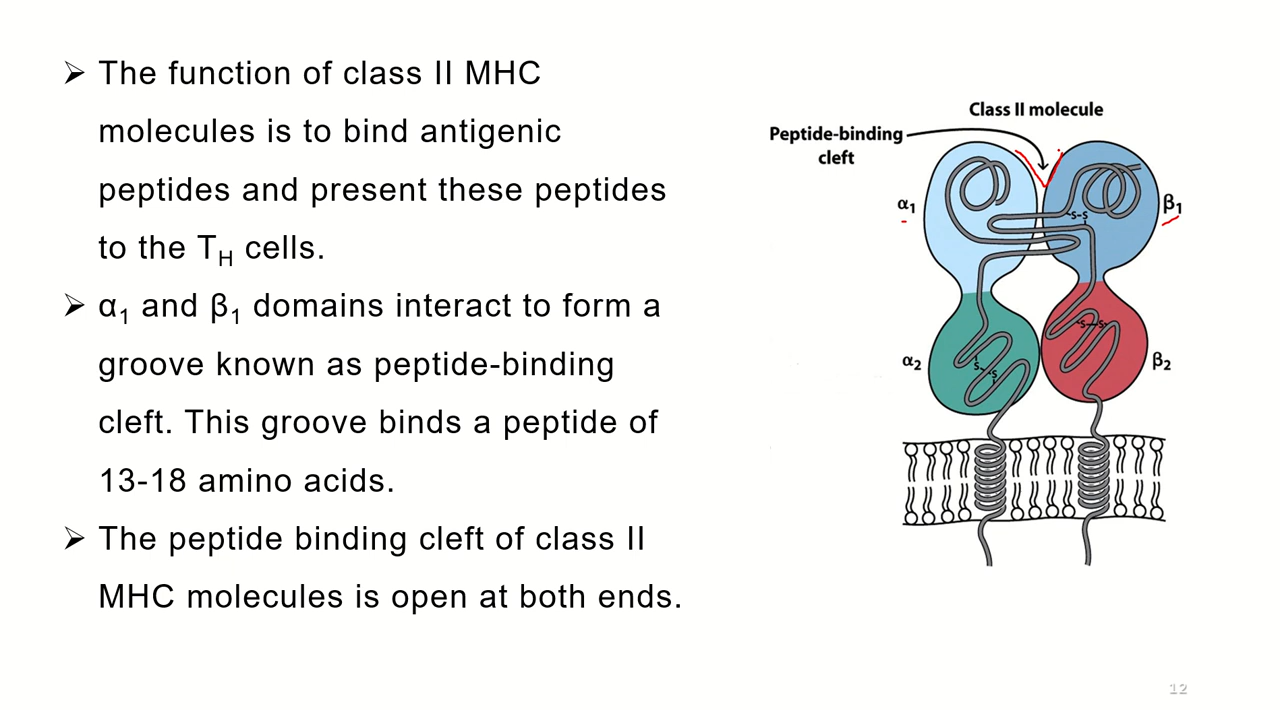 ➢ The function of class II MHC
molecules is to bind antigenic
peptides and present these peptides
to the T_H cells.
➢ α₁ and β₁ domains interact to form a
groove known as peptide-binding
cleft. This groove binds a peptide of
13-18 amino acids.
➢ The peptide binding cleft of class II
MHC molecules is open at both ends.
Class II molecule
Peptide-binding
cleft
α₁
β₁
S-S
S-S
α₂
β₂
S
S
12